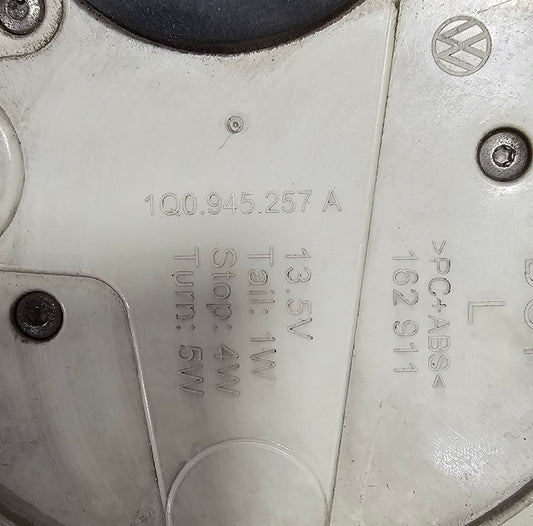 1Q0.945.257 A
13.5V
Tail: 1W
Stop: 4W
Turn: 5W
>PC+ABS<
162 911
L